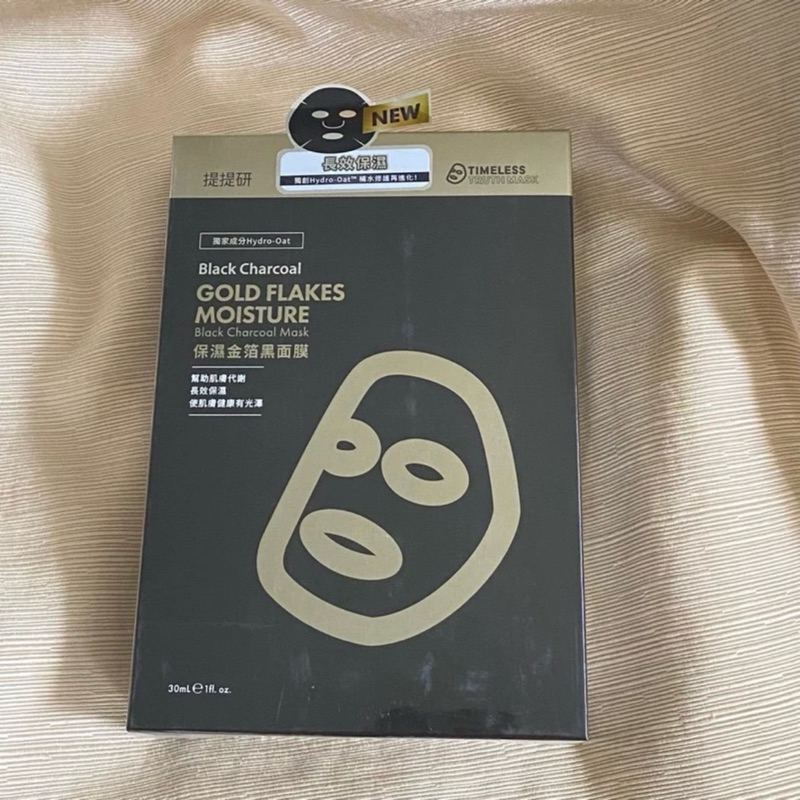 NEW
長效保濕
獨創Hydro-Oat™ 補水修護再進化!
提提研
TIMELESS
TRUTH MASK
獨家成分Hydro-Oat
Black Charcoal
GOLD FLAKES
MOISTURE
Black Charcoal Mask
保濕金箔黑面膜
幫助肌膚代謝
長效保濕
使肌膚健康有光澤
30mL℮1fl. oz.